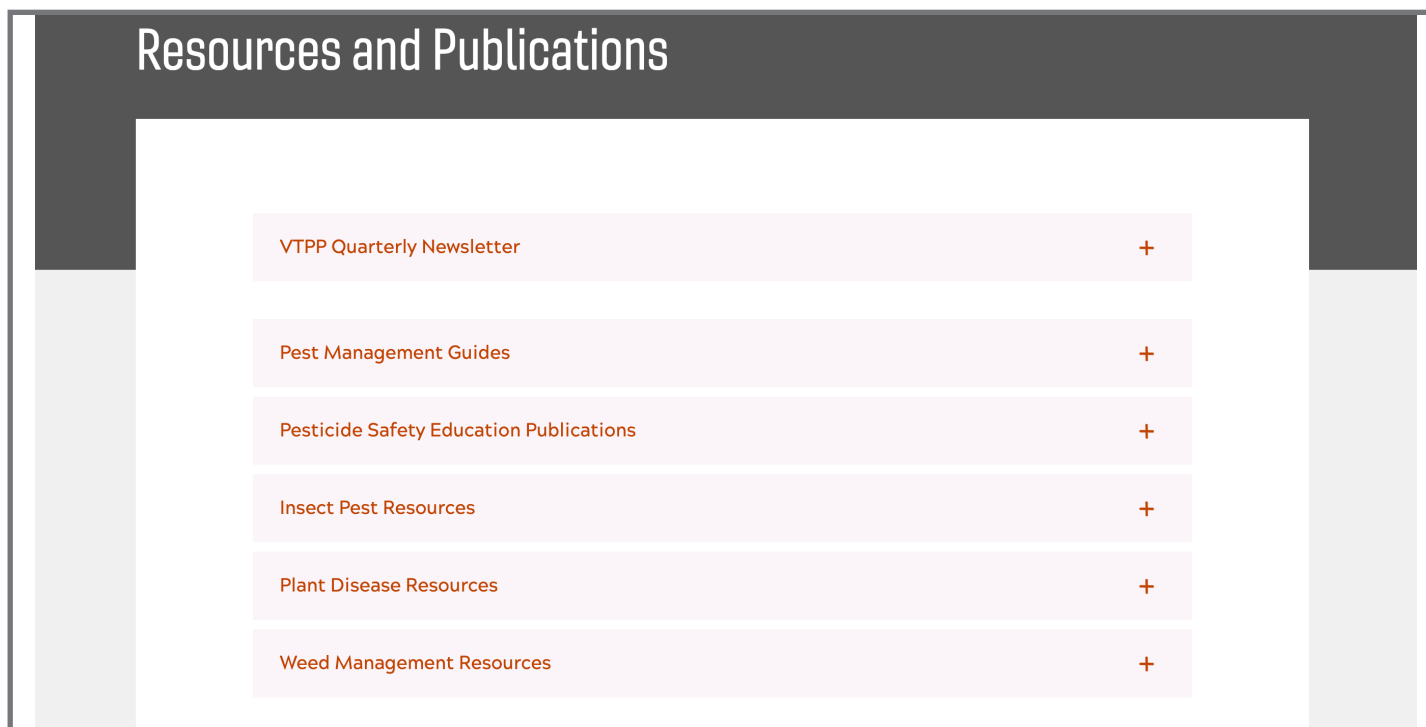 Resources and Publications
VTPP Quarterly Newsletter
Pest Management Guides
Pesticide Safety Education Publications
Insect Pest Resources
Plant Disease Resources
Weed Management Resources